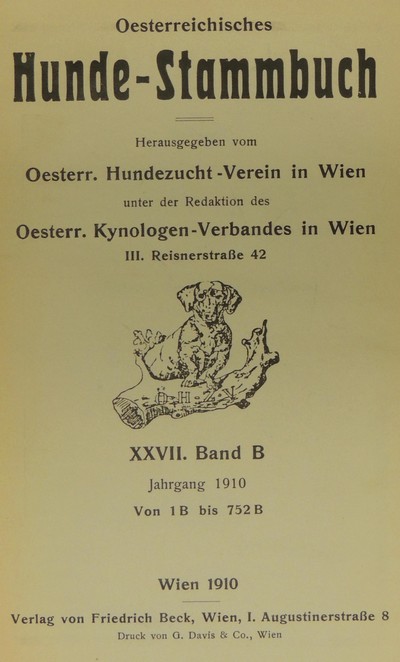 Oesterreichisches
Hunde-Stammbuch
Herausgegeben vom
Oesterr. Hundezucht-Verein in Wien
unter der Redaktion des
Oesterr. Kynologen-Verbandes in Wien
III. Reisnerstraße 42
Ö-H-Z-V
XXVII. Band B
Jahrgang 1910
Von 1B bis 752B
Wien 1910
Verlag von Friedrich Beck, Wien, I. Augustinerstraße 8
Druck von G. Davis & Co., Wien